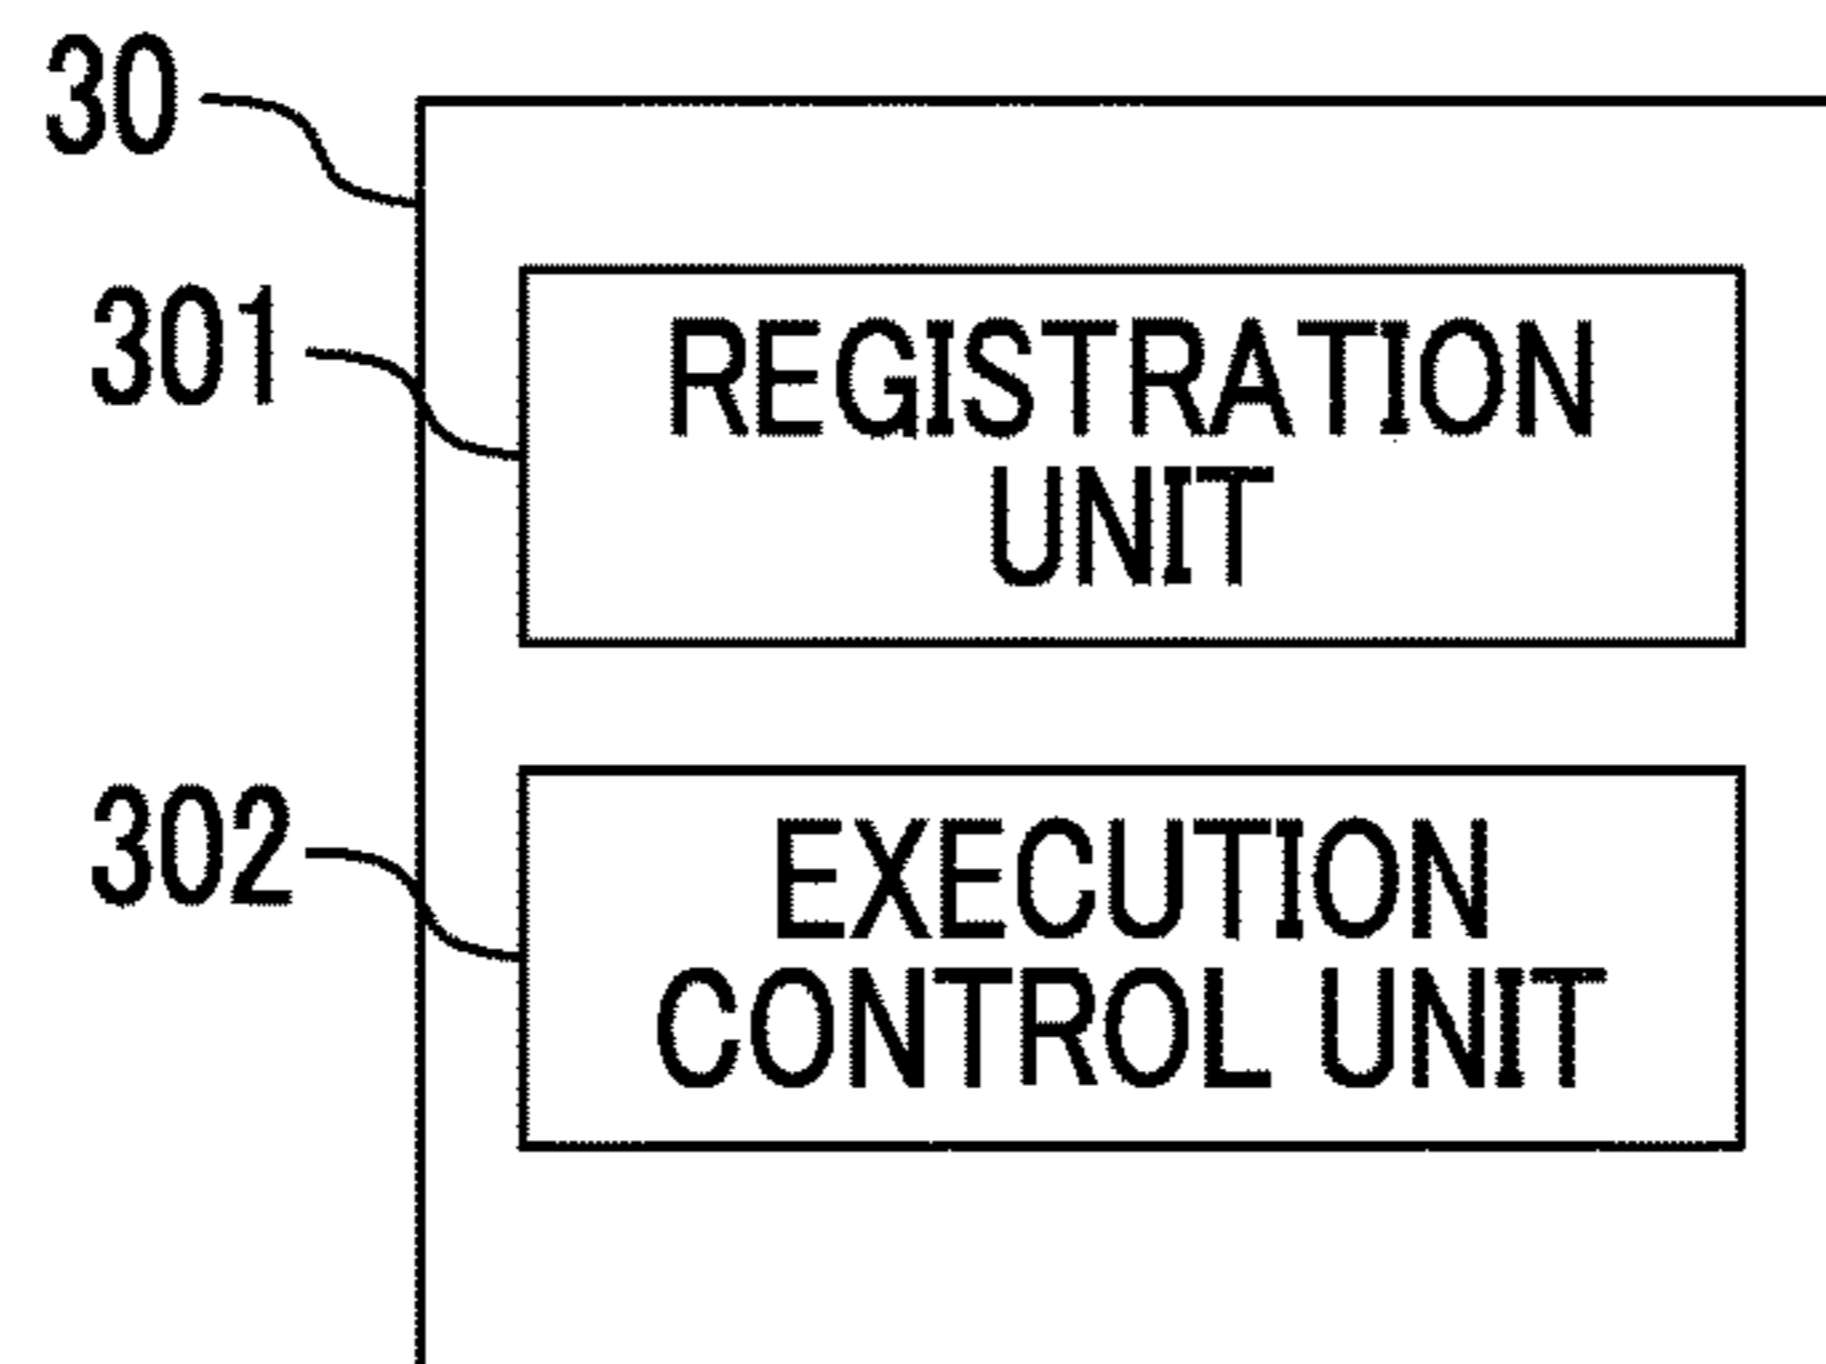 30
301
REGISTRATION
UNIT
302
EXECUTION
CONTROL UNIT